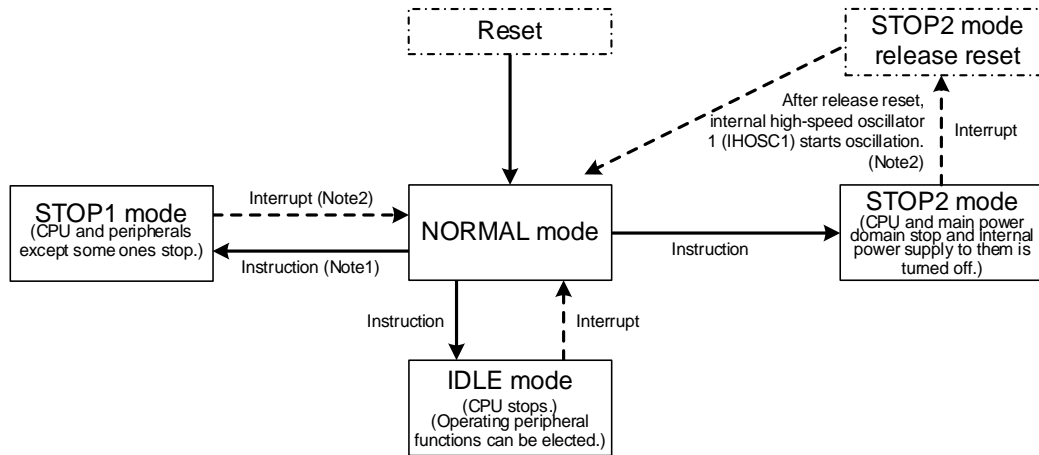 Reset
STOP2 mode
release reset
After release reset,
internal high-speed oscillator
1 (IHOSC1) starts oscillation.
(Note2)
Interrupt
STOP1 mode
(CPU and peripherals
except some ones stop.)
Interrupt (Note2)
Instruction (Note1)
NORMAL mode
Instruction
STOP2 mode
(CPU and main power
domain stop and internal
power supply to them is
turned off.)
Instruction
Interrupt
IDLE mode
(CPU stops.)
(Operating peripheral
functions can be elected.)